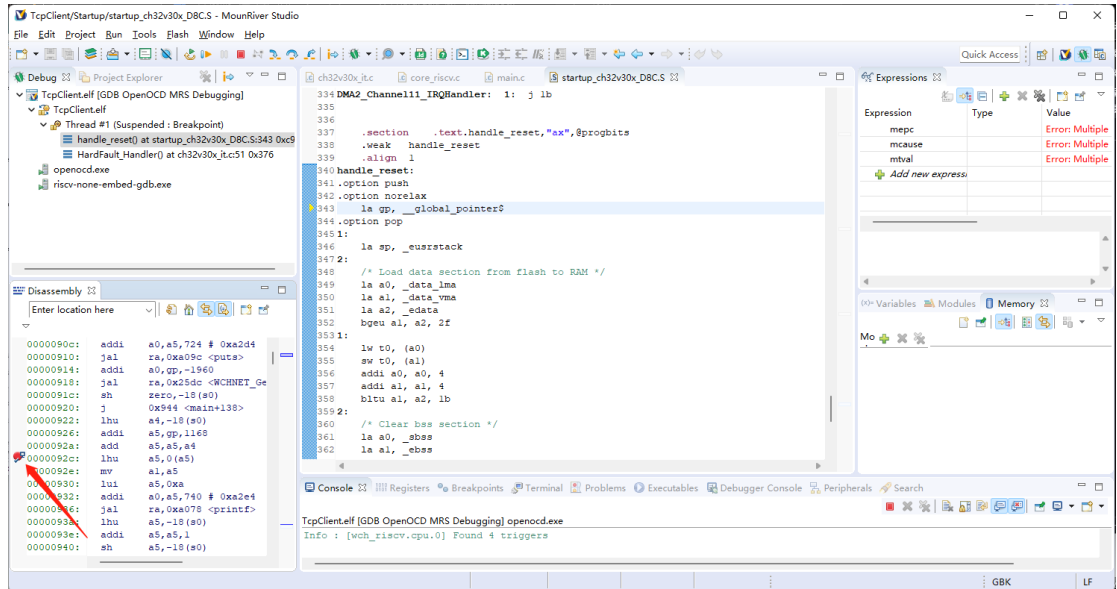 TcpClient/Startup/startup_ch32v30x_D8C.S - MounRiver Studio
File Edit Project Run Tools Flash Window Help
Quick Access
Debug
Project Explorer
TcpClient.elf [GDB OpenOCD MRS Debugging]
TcpClient.elf
Thread #1 (Suspended : Breakpoint)
handle_reset() at startup_ch32v30x_D8C.S:343 0xc9
HardFault_Handler() at ch32v30x_it.c:51 0x376
openocd.exe
riscv-none-embed-gdb.exe
Disassembly
Enter location here
0000090c: addi a0,a5,724 # 0xa2d4
00000910: jal ra,0xa09c <puts>
00000914: addi a0,gp,-1960
00000918: jal ra,0x25dc <WCHNET_Ge
0000091c: sh zero,-18(s0)
00000920: j 0x944 <main+138>
00000922: lhu a4,-18(s0)
00000926: addi a5,gp,1168
0000092a: add a5,a5,a4
0000092c: lhu a5,0(a5)
0000092e: mv a1,a5
00000930: lui a5,0xa
00000932: addi a0,a5,740 # 0xa2e4
00000936: jal ra,0xa078 <printf>
0000093a: lhu a5,-18(s0)
0000093e: addi a5,a5,1
00000940: sh a5,-18(s0)
ch32v30x_it.c core_riscv.c main.c startup_ch32v30x_D8C.S
334 DMA2_Channel11_IRQHandler: 1: j 1b
335
336
337 .section .text.handle_reset,"ax",@progbits
338 .weak handle_reset
339 .align 1
340 handle_reset:
341 .option push
342 .option norelax
343 la gp, __global_pointer$
344 .option pop
345 1:
346 la sp, _eusrstack
347 2:
348 /* Load data section from flash to RAM */
349 la a0, _data_lma
350 la a1, _data_vma
351 la a2, _edata
352 bgeu a1, a2, 2f
353 1:
354 lw t0, (a0)
355 sw t0, (a1)
356 addi a0, a0, 4
357 addi a1, a1, 4
358 bltu a1, a2, 1b
359 2:
360 /* Clear bss section */
361 la a0, _sbss
362 la a1, _ebss
Expressions
Expression Type Value
mepc Error: Multiple
mcause Error: Multiple
mtval Error: Multiple
Add new expressi
(x)= Variables Modules Memory
Mo
Console Registers Breakpoints Terminal Problems Executables Debugger Console Peripherals Search
TcpClient.elf [GDB OpenOCD MRS Debugging] openocd.exe
Info : [wch_riscv.cpu.0] Found 4 triggers
GBK LF